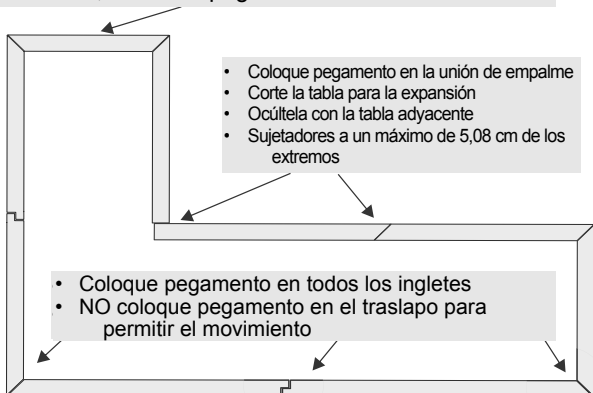 • Coloque pegamento en la unión de empalme
• Corte la tabla para la expansión
• Ocúltela con la tabla adyacente
• Sujetadores a un máximo de 5,08 cm de los
extremos
• Coloque pegamento en todos los ingletes
• NO coloque pegamento en el traslapo para
permitir el movimiento